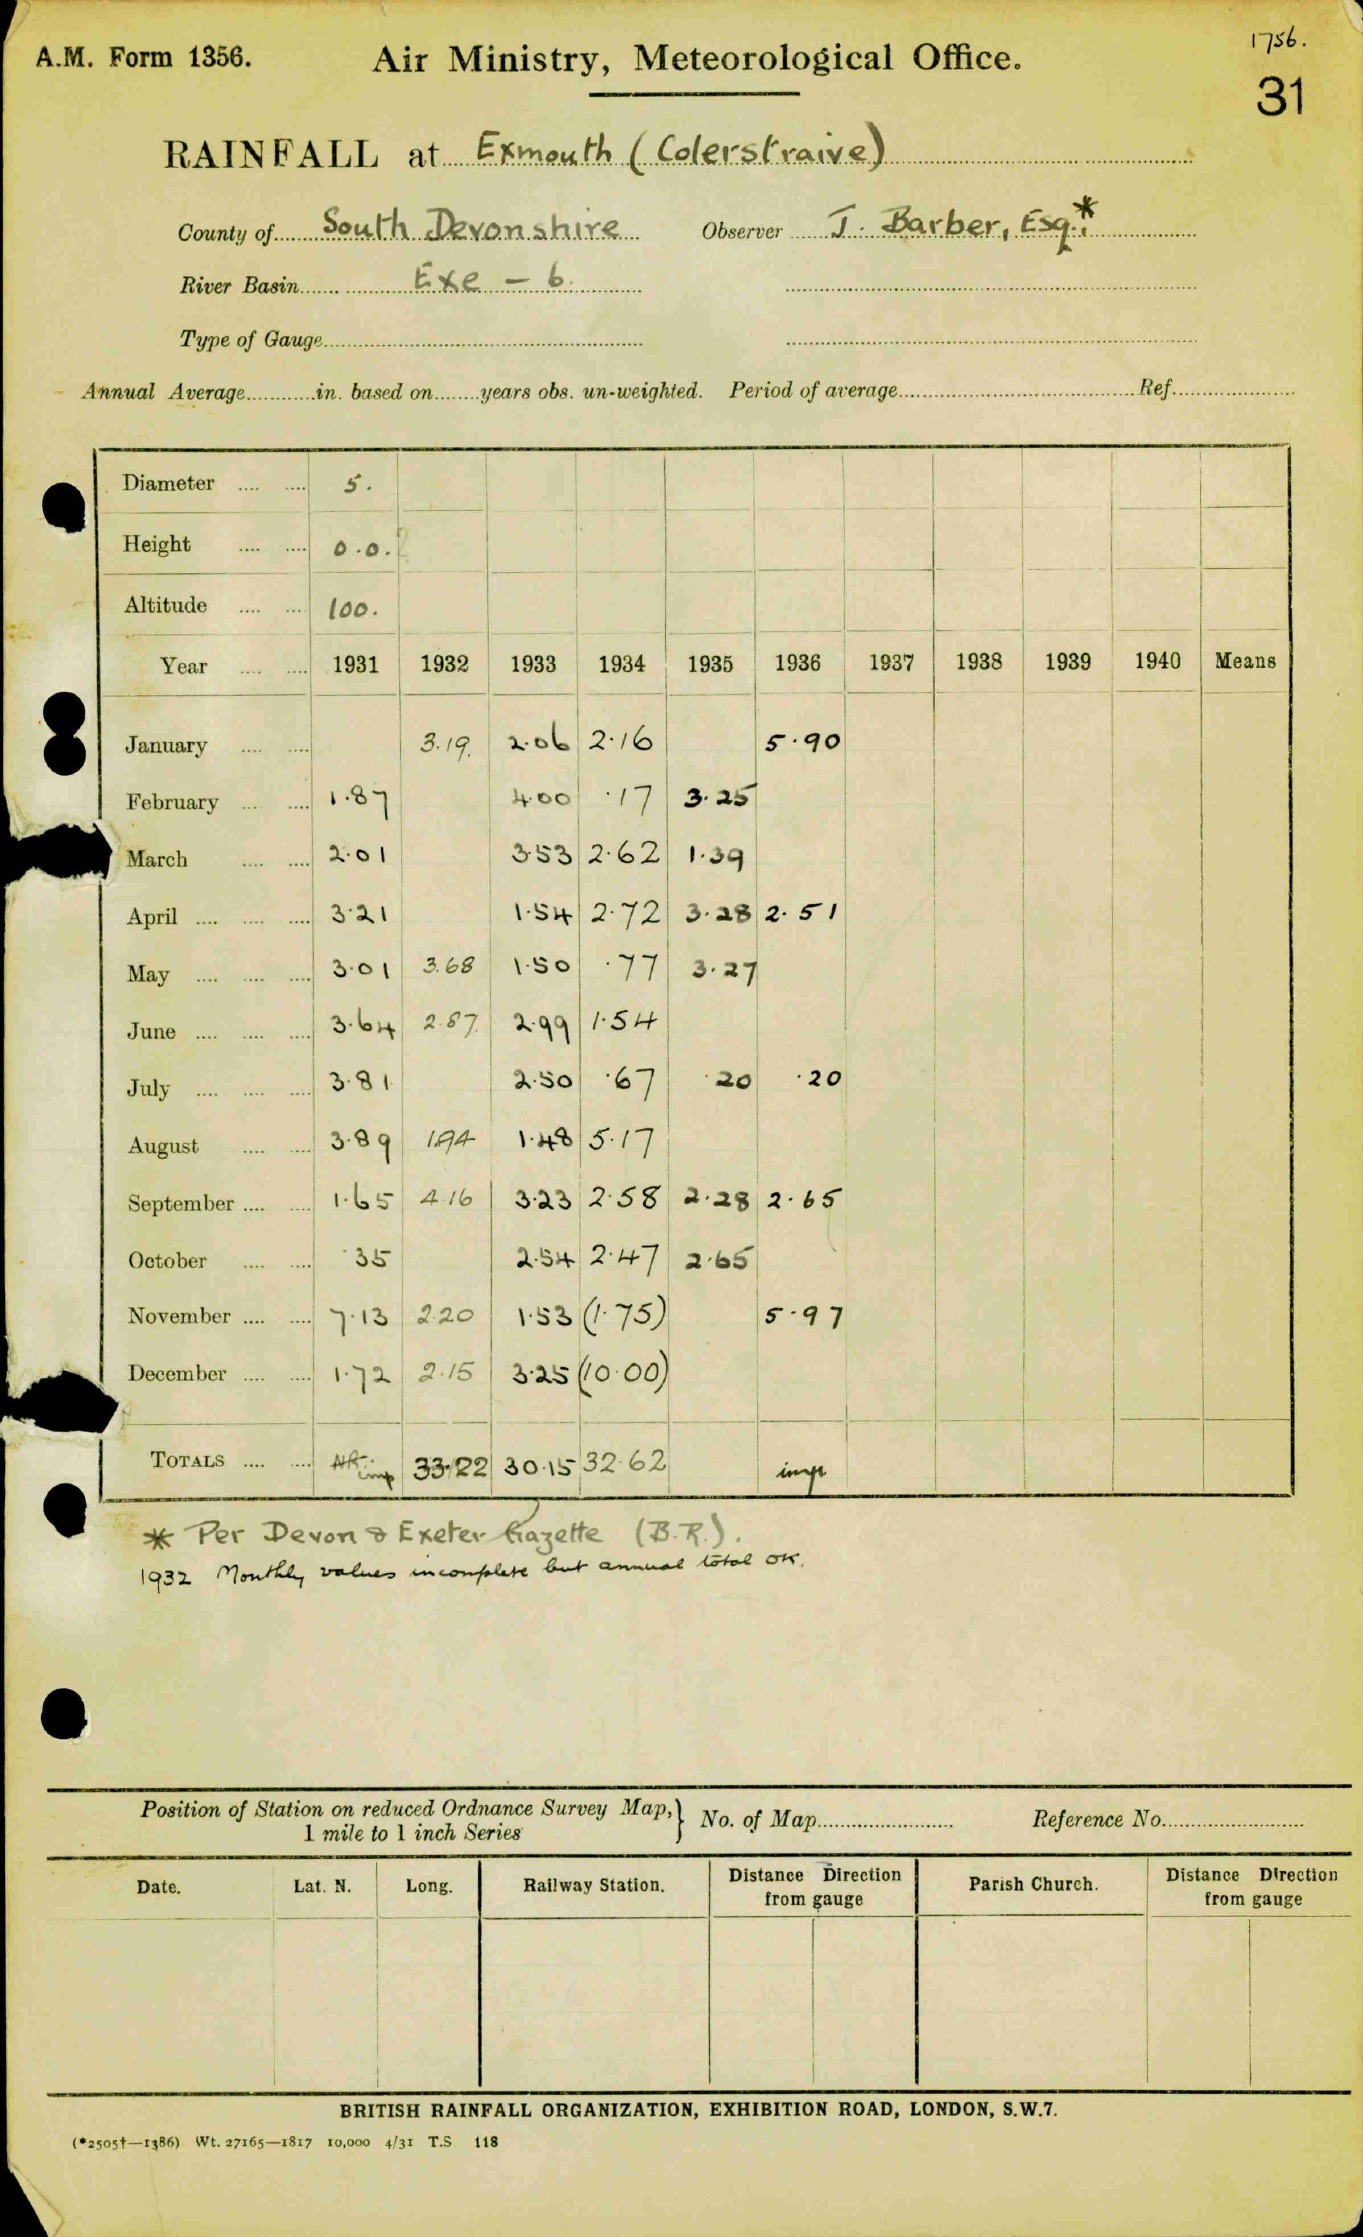 1756.
A.M. Form 1356. Air Ministry, Meteorological Office.
31
RAINFALL at Exmouth (Colerstraive)
County of South Devonshire Observer J. Barber, Esq.*
River Basin Exe - 6
Type of Gauge
Annual Average in. based on years obs. un-weighted. Period of average Ref.
Diameter 5.
Height 0.0.?
Altitude 100.
Year 1931 1932 1933 1934 1935 1936 1937 1938 1939 1940 Means
January 3.19 2.06 2.16 5.90
February 1.87 4.00 .17 3.25
March 2.01 3.53 2.62 1.39
April 3.21 1.54 2.72 3.28 2.51
May 3.01 3.68 1.50 .77 3.27
June 3.64 2.87 2.99 1.54
July 3.81 2.50 .67 .20 .20
August 3.89 1.94 1.48 5.17
September 1.65 4.16 3.23 2.58 2.28 2.65
October .35 2.54 2.47 2.65
November 7.13 2.20 1.53 (1.75) 5.97
December 1.72 2.15 3.25 (10.00)
TOTALS imp 33.22 30.15 32.62 imp
* Per Devon & Exeter Gazette (B.R.).
1932 Monthly values incomplete but annual total OK.
Position of Station on reduced Ordnance Survey Map, } No. of Map Reference No.
1 mile to 1 inch Series
Date. Lat. N. Long. Railway Station. Distance Direction from gauge Parish Church. Distance Direction from gauge
BRITISH RAINFALL ORGANIZATION, EXHIBITION ROAD, LONDON, S.W.7.
(*2505†—1386) Wt. 27165—1817 10,000 4/31 T.S 118